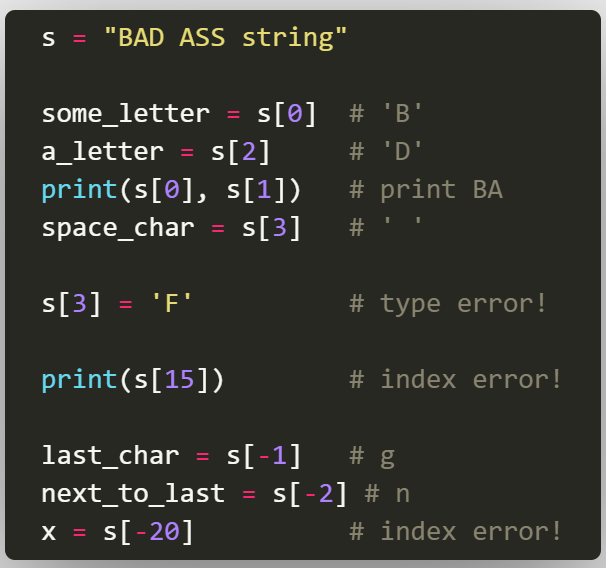 s = "BAD ASS string"
some_letter = s[0]  # 'B'
a_letter = s[2]     # 'D'
print(s[0], s[1])   # print BA
space_char = s[3]   # ' '
s[3] = 'F'          # type error!
print(s[15])        # index error!
last_char = s[-1]   # g
next_to_last = s[-2] # n
x = s[-20]          # index error!